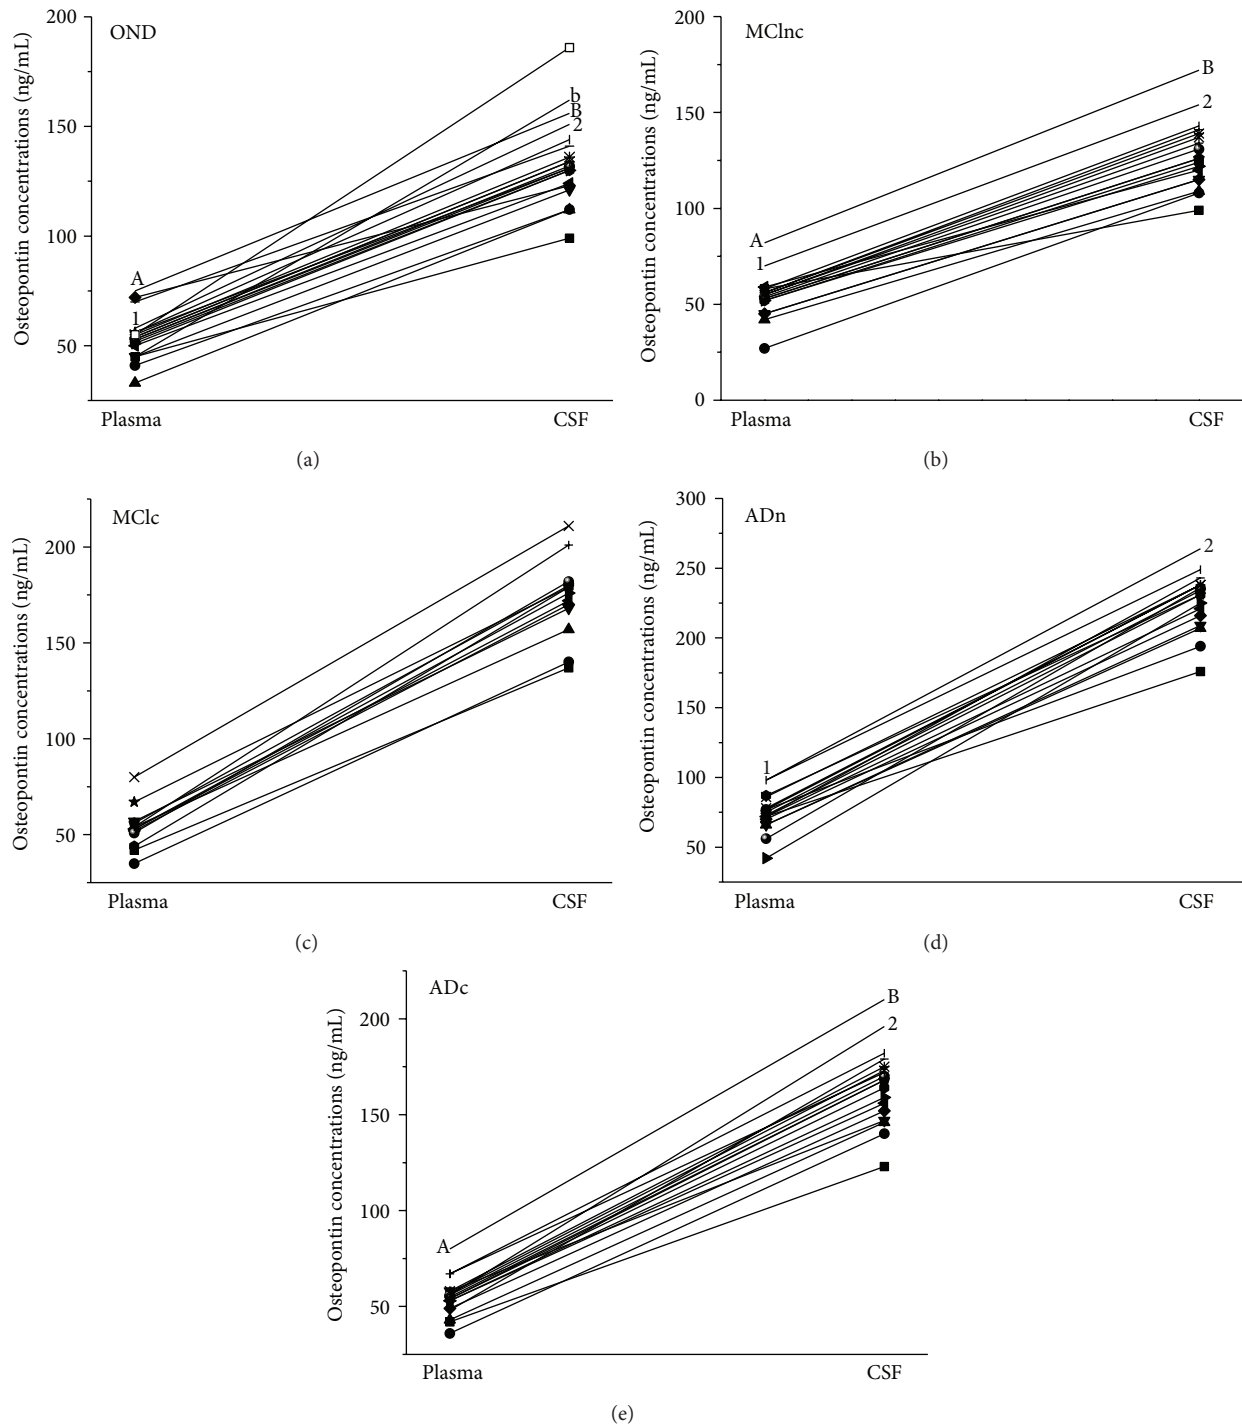 OND
Osteopontin concentrations (ng/mL)
200
150
100
50
A
1
b
B
2
Plasma
CSF
(a)
MClnc
Osteopontin concentrations (ng/mL)
200
150
100
50
0
A
1
B
2
Plasma
CSF
(b)
MClc
Osteopontin concentrations (ng/mL)
200
150
100
50
Plasma
CSF
(c)
ADn
Osteopontin concentrations (ng/mL)
300
250
200
150
100
50
1
2
Plasma
CSF
(d)
ADc
Osteopontin concentrations (ng/mL)
200
150
100
50
A
B
2
Plasma
CSF
(e)